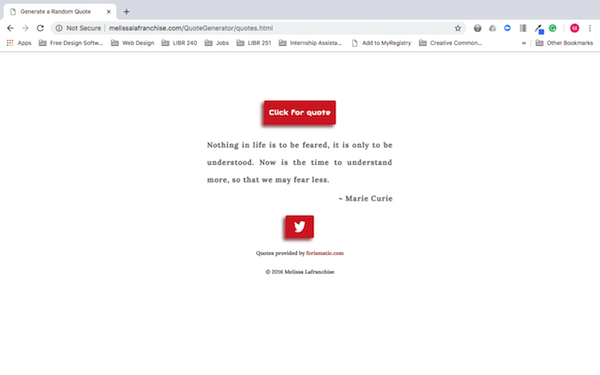 Generate a Random Quote
Not Secure | melissalafranchise.com/QuoteGenerator/quotes.html
Apps Free Design Softw... Web Design LIBR 240 Jobs LIBR 251 Internship Assista... Add to MyRegistry Creative Common... » Other Bookmarks
Click for quote
Nothing in life is to be feared, it is only to be
understood. Now is the time to understand
more, so that we may fear less.
~ Marie Curie
Quotes provided by forismatic.com
© 2016 Melissa Lafranchise